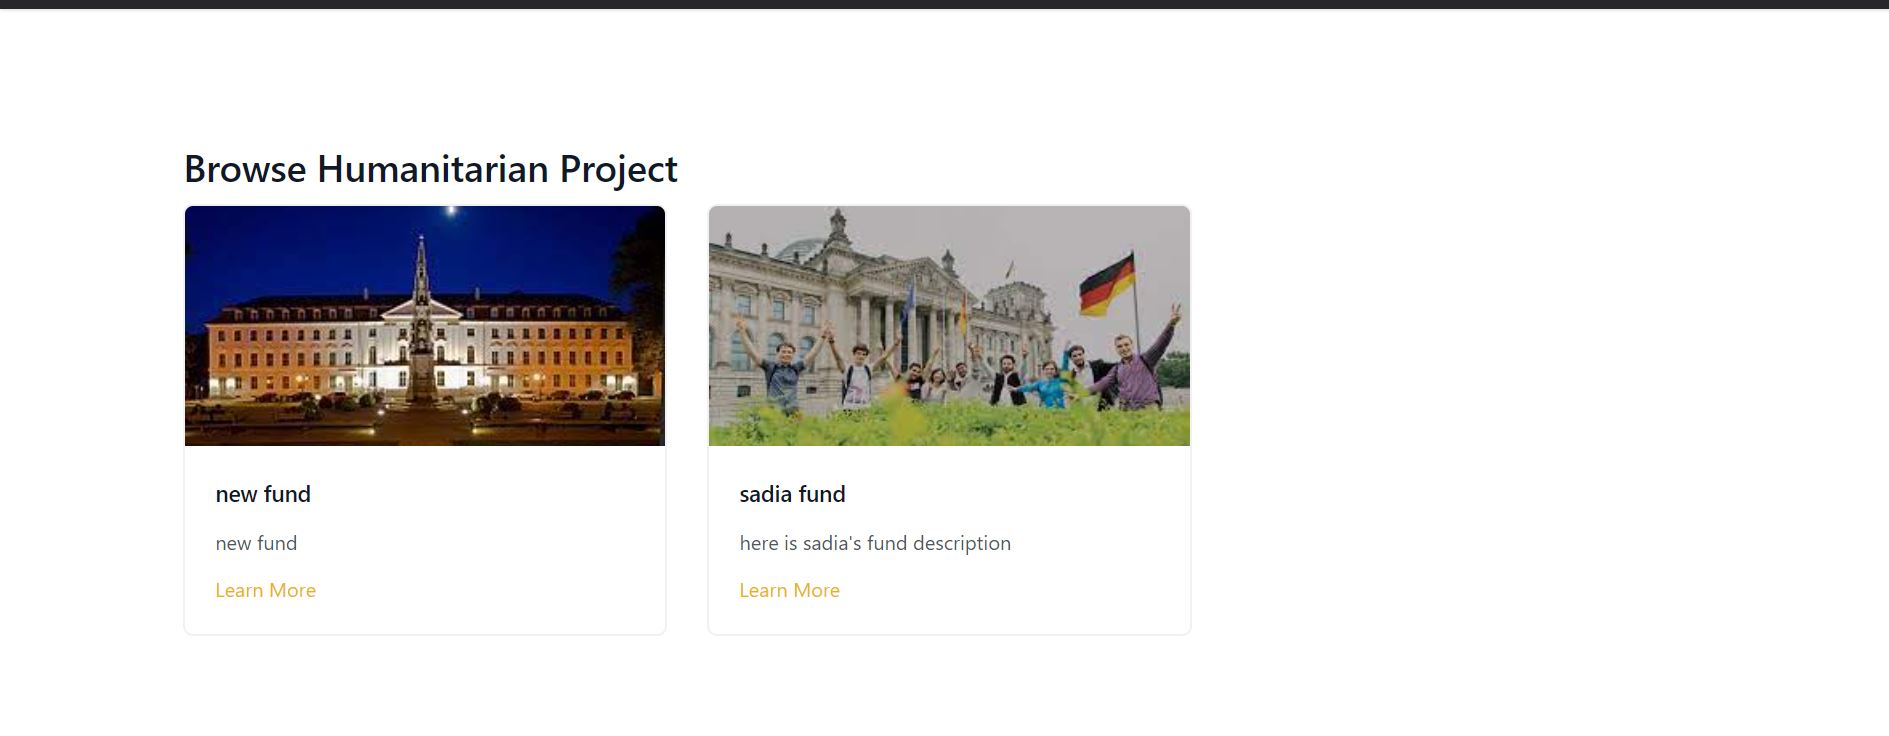 Browse Humanitarian Project
new fund
new fund
Learn More
sadia fund
here is sadia's fund description
Learn More